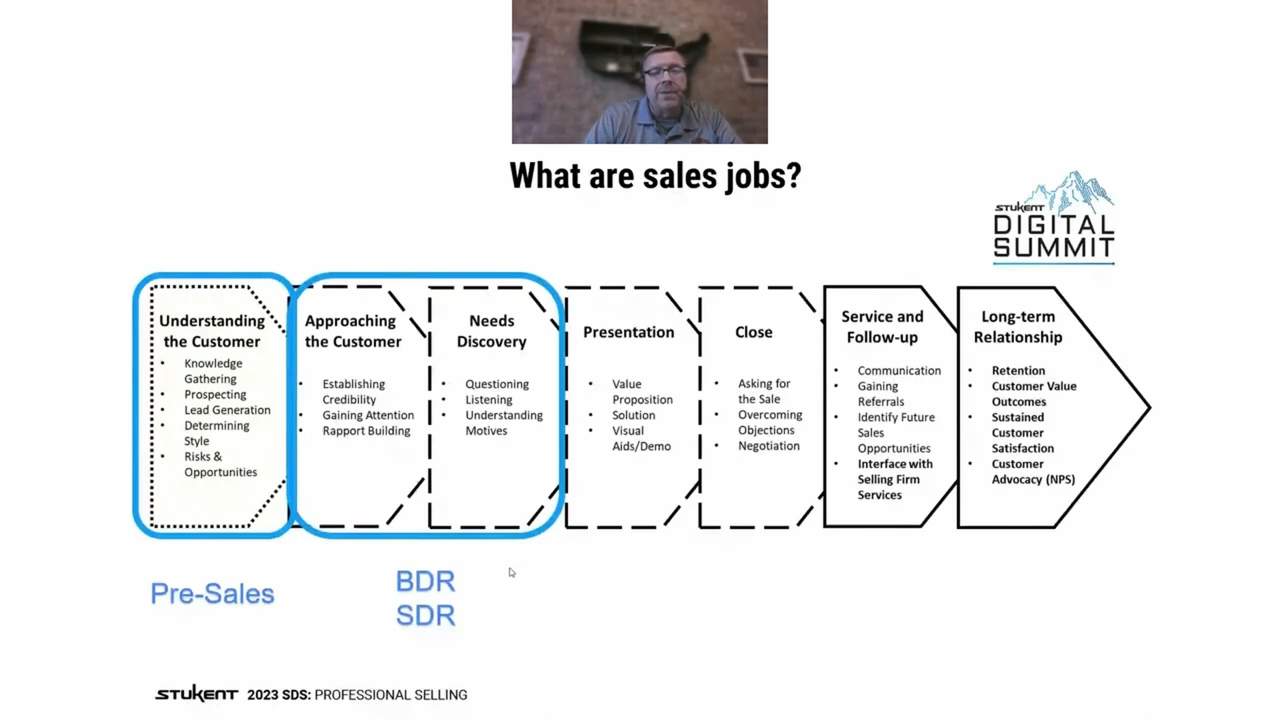 What are sales jobs?
STUKENT
DIGITAL
SUMMIT
Understanding
the Customer
• Knowledge
Gathering
• Prospecting
• Lead Generation
• Determining
Style
• Risks &
Opportunities
Approaching
the Customer
• Establishing
Credibility
• Gaining Attention
• Rapport Building
Needs
Discovery
• Questioning
• Listening
• Understanding
Motives
Presentation
• Value
Proposition
• Solution
• Visual
Aids/Demo
Close
• Asking for
the Sale
• Overcoming
Objections
• Negotiation
Service and
Follow-up
• Communication
• Gaining
Referrals
• Identify Future
Sales
Opportunities
• Interface with
Selling Firm
Services
Long-term
Relationship
• Retention
• Customer Value
Outcomes
• Sustained
Customer
Satisfaction
• Customer
Advocacy (NPS)
Pre-Sales
BDR
SDR
STUKENT 2023 SDS: PROFESSIONAL SELLING